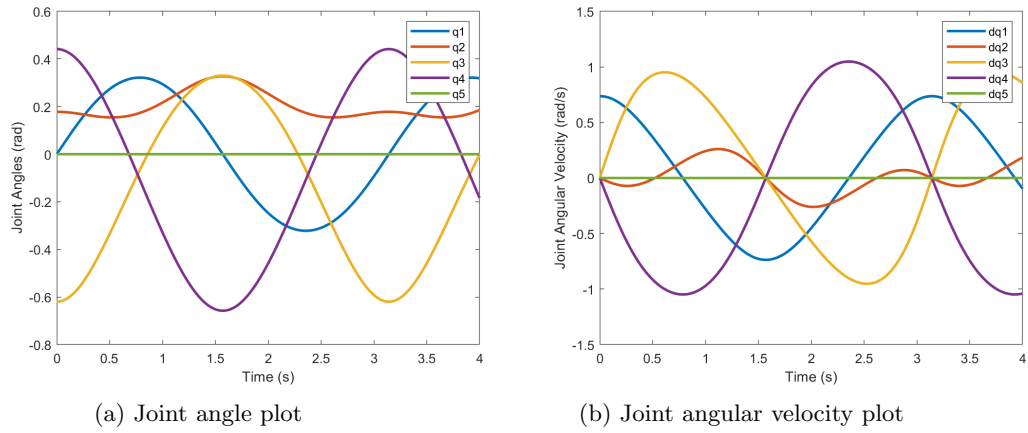 0.6
0.4
0.2
0
-0.2
-0.4
-0.6
-0.8
Joint Angles (rad)
0
0.5
1
1.5
2
2.5
3
3.5
4
Time (s)
q1
q2
q3
q4
q5
(a) Joint angle plot
1.5
1
0.5
0
-0.5
-1
-1.5
Joint Angular Velocity (rad/s)
0
0.5
1
1.5
2
2.5
3
3.5
4
Time (s)
dq1
dq2
dq3
dq4
dq5
(b) Joint angular velocity plot